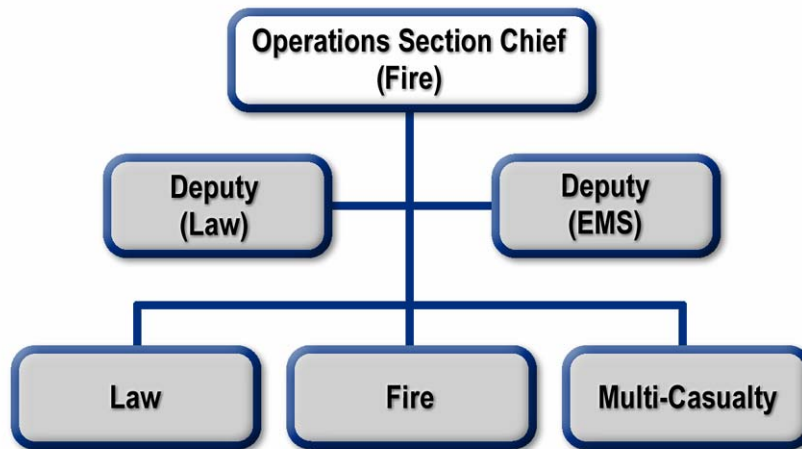 Operations Section Chief
(Fire)
Deputy
(Law)
Deputy
(EMS)
Law
Fire
Multi-Casualty